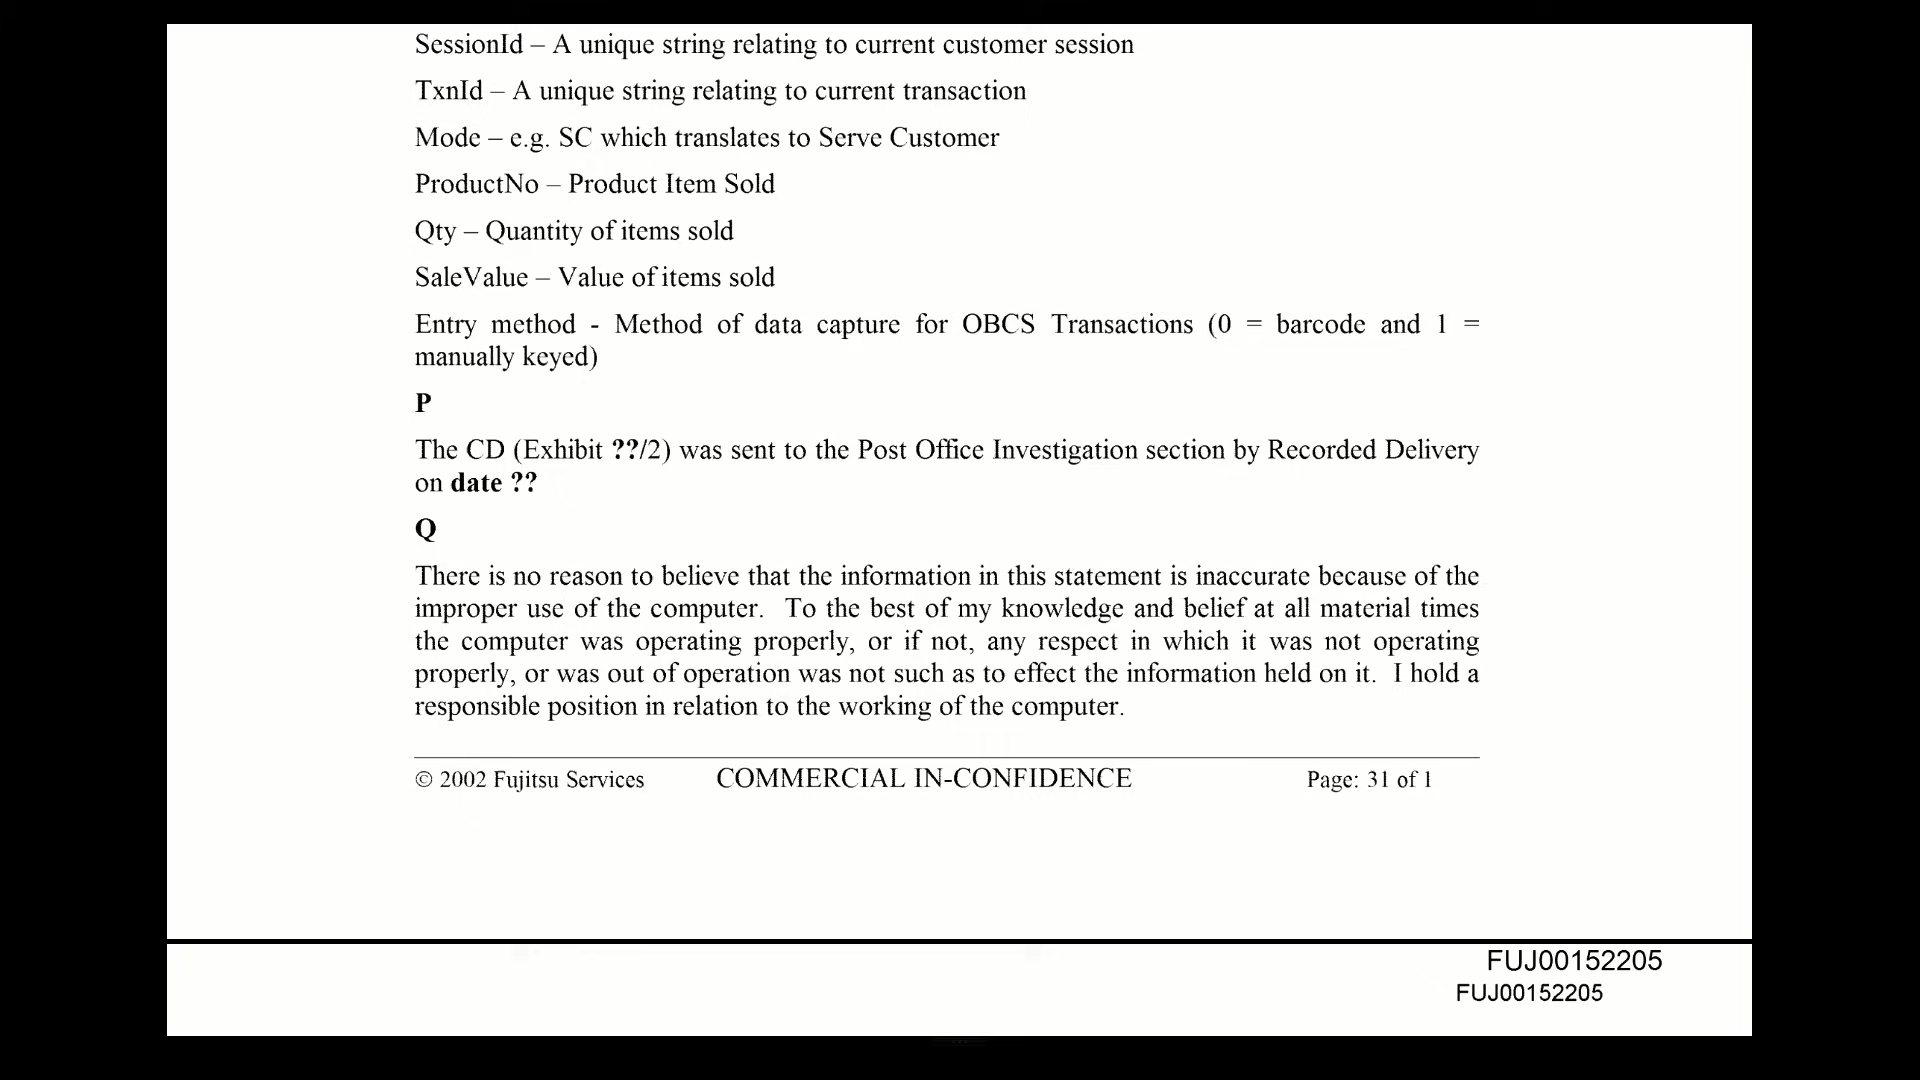 SessionId – A unique string relating to current customer session
TxnId – A unique string relating to current transaction
Mode – e.g. SC which translates to Serve Customer
ProductNo – Product Item Sold
Qty – Quantity of items sold
SaleValue – Value of items sold
Entry method - Method of data capture for OBCS Transactions (0 = barcode and 1 =
manually keyed)
P
The CD (Exhibit ??/2) was sent to the Post Office Investigation section by Recorded Delivery
on date ??
Q
There is no reason to believe that the information in this statement is inaccurate because of the
improper use of the computer. To the best of my knowledge and belief at all material times
the computer was operating properly, or if not, any respect in which it was not operating
properly, or was out of operation was not such as to effect the information held on it. I hold a
responsible position in relation to the working of the computer.
© 2002 Fujitsu Services COMMERCIAL IN-CONFIDENCE Page: 31 of 1
FUJ00152205
FUJ00152205